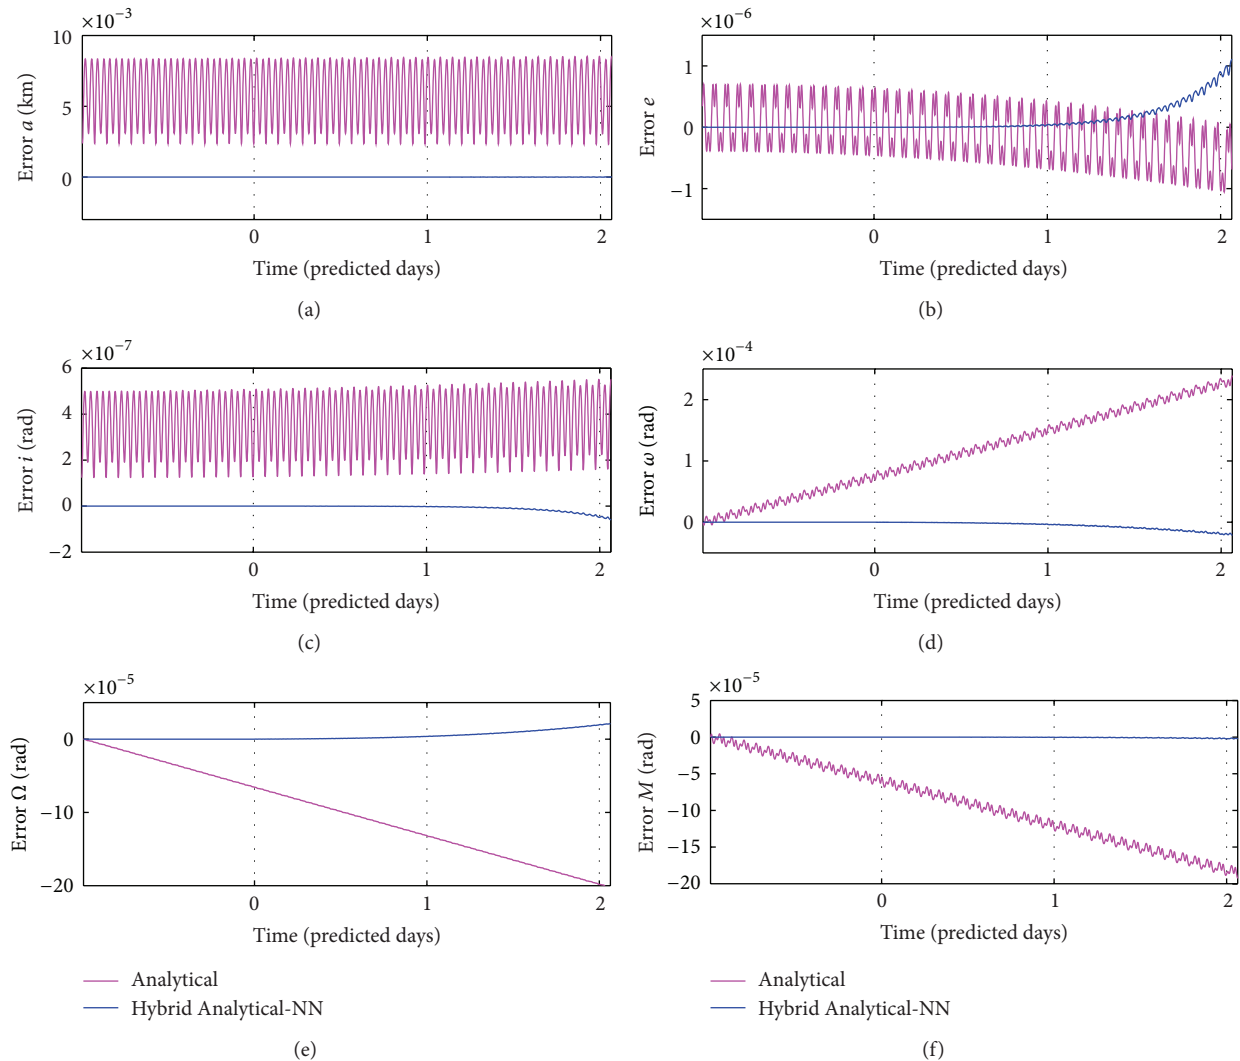 ×10−3
10
5
0
Error a (km)
0 1 2
Time (predicted days)
(a)
×10−6
1
0
−1
Error e
0 1 2
Time (predicted days)
(b)
×10−7
6
4
2
0
−2
Error i (rad)
0 1 2
Time (predicted days)
(c)
×10−4
2
0
Error ω (rad)
0 1 2
Time (predicted days)
(d)
×10−5
0
−10
−20
Error Ω (rad)
0 1 2
Time (predicted days)
Analytical
Hybrid Analytical-NN
(e)
×10−5
5
0
−5
−10
−15
−20
Error M (rad)
0 1 2
Time (predicted days)
Analytical
Hybrid Analytical-NN
(f)